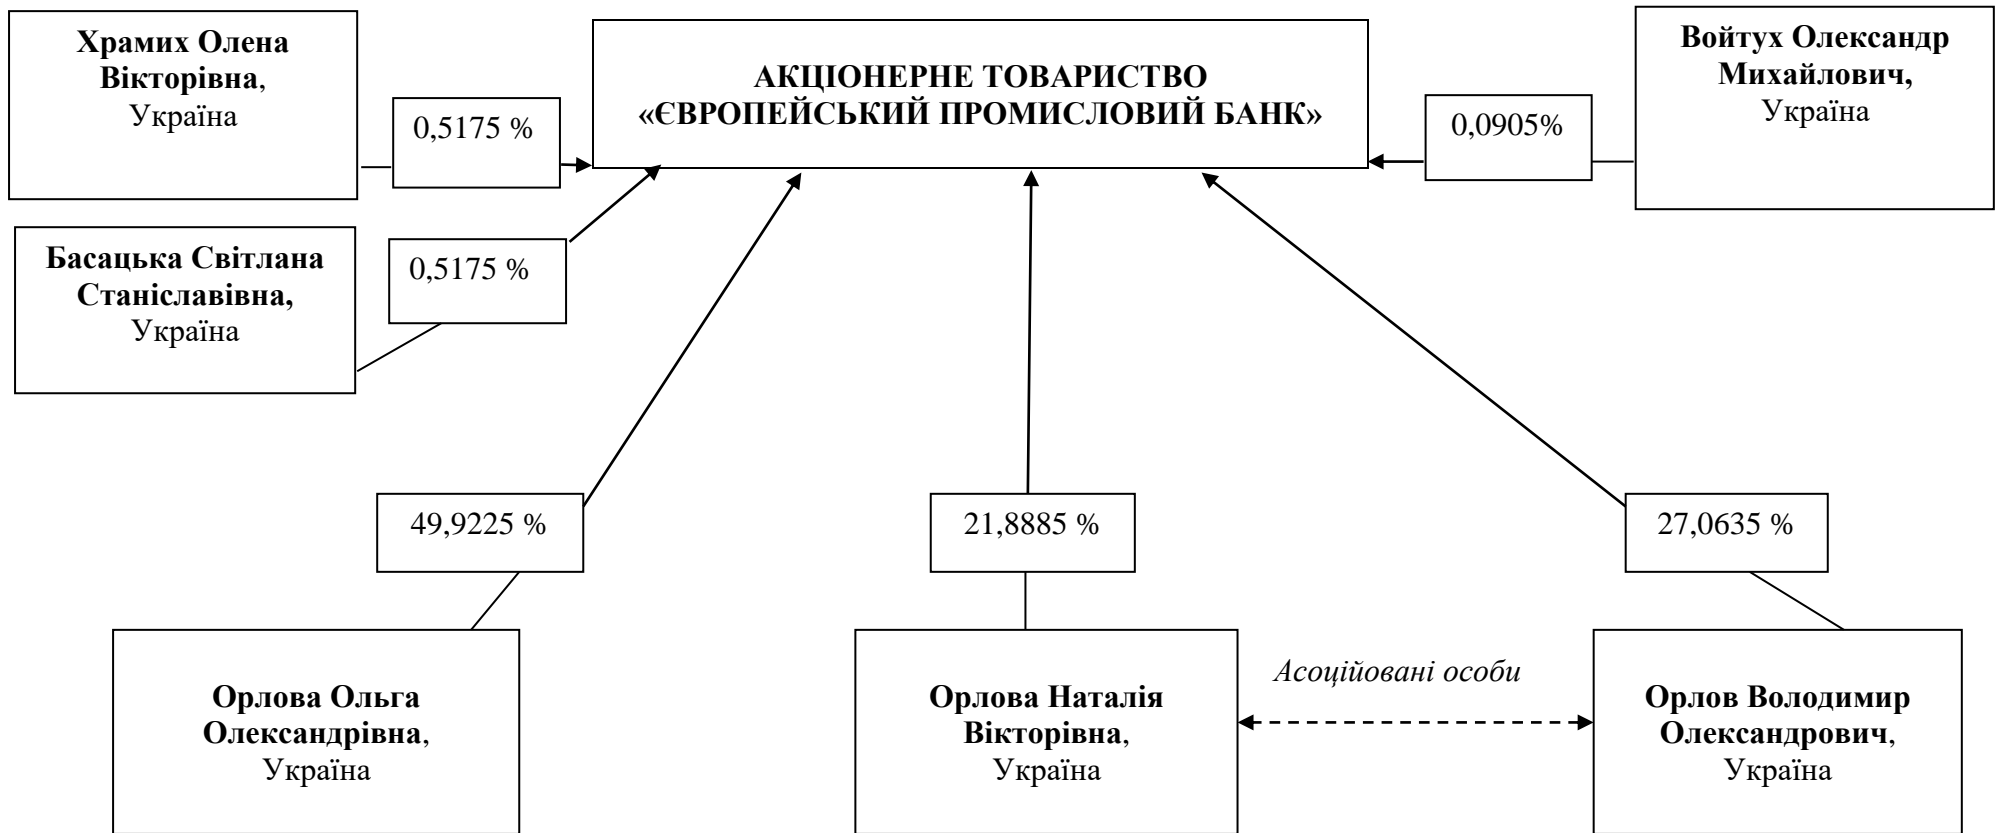 Храмих Олена
Вікторівна,
Україна
0,5175 %
АКЦІОНЕРНЕ ТОВАРИСТВО
«ЄВРОПЕЙСЬКИЙ ПРОМИСЛОВИЙ БАНК»
0,0905%
Войтух Олександр
Михайлович,
Україна
Басацька Світлана
Станіславівна,
Україна
0,5175 %
49,9225 %
21,8885 %
27,0635 %
Орлова Ольга
Олександрівна,
Україна
Орлова Наталія
Вікторівна,
Україна
Асоційовані особи
Орлов Володимир
Олександрович,
Україна